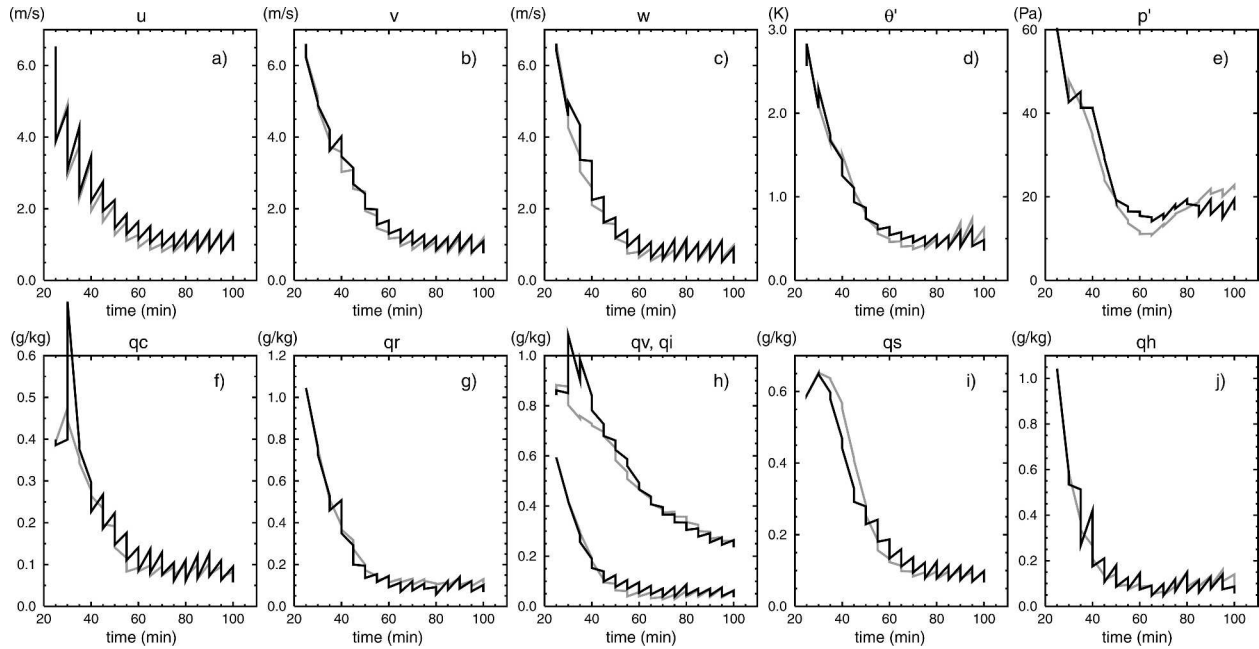 (m/s) u (m/s) v (m/s) w (K) θ' (Pa) p'
a) b) c) d) e)
6.0 6.0 6.0 3.0 60
4.0 4.0 4.0 2.0 40
2.0 2.0 2.0 1.0 20
0.0 0.0 0.0 0.0 0
20 40 60 80 100 20 40 60 80 100 20 40 60 80 100 20 40 60 80 100 20 40 60 80 100
time (min) time (min) time (min) time (min) time (min)
(g/kg) qc (g/kg) qr (g/kg) qv, qi (g/kg) qs (g/kg) qh
f) g) h) i) j)
0.6 1.2 1.0
0.5 1.0 0.8 0.6 1.0
0.4 0.8 0.8
0.3 0.6 0.6 0.4 0.6
0.2 0.4 0.4 0.2 0.4
0.1 0.2 0.2 0.2
0.0 0.0 0.0 0.0 0.0
20 40 60 80 100 20 40 60 80 100 20 40 60 80 100 20 40 60 80 100 20 40 60 80 100
time (min) time (min) time (min) time (min) time (min)